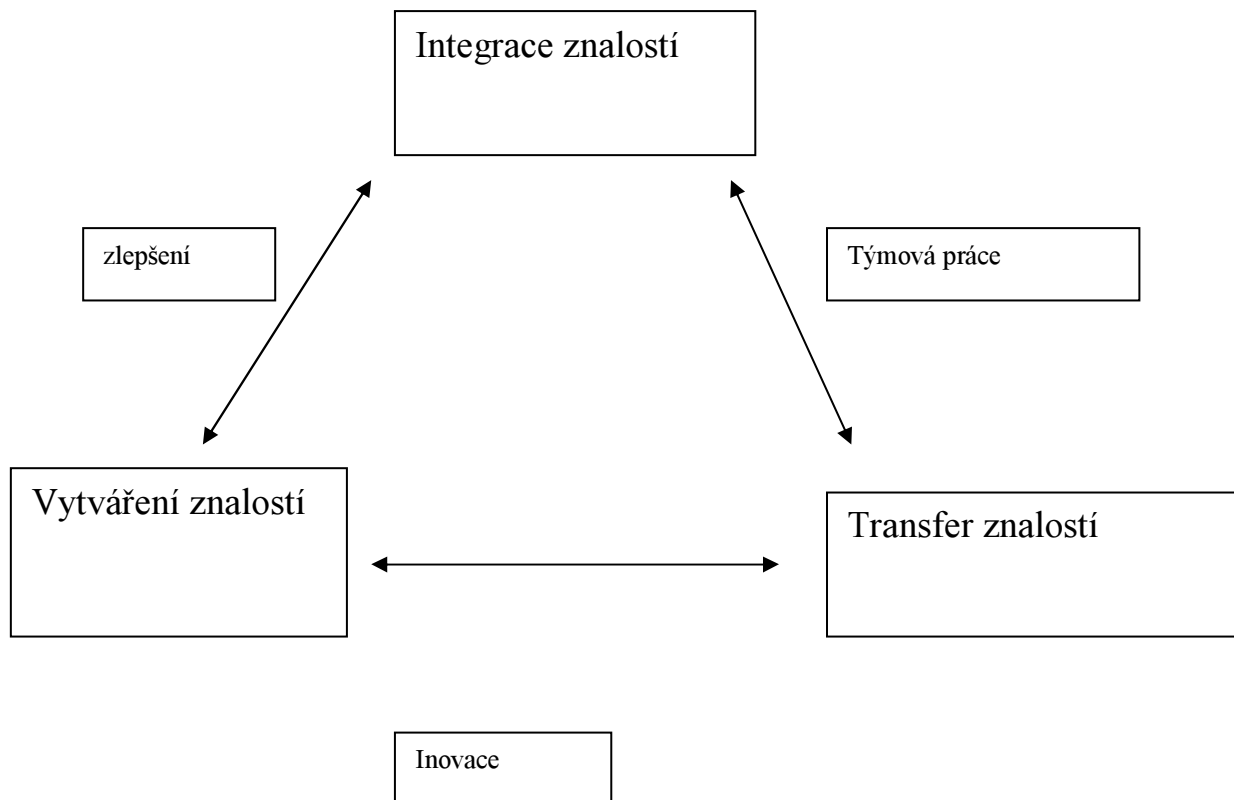 Integrace znalostí
zlepšení
Týmová práce
Vytváření znalostí
Transfer znalostí
Inovace